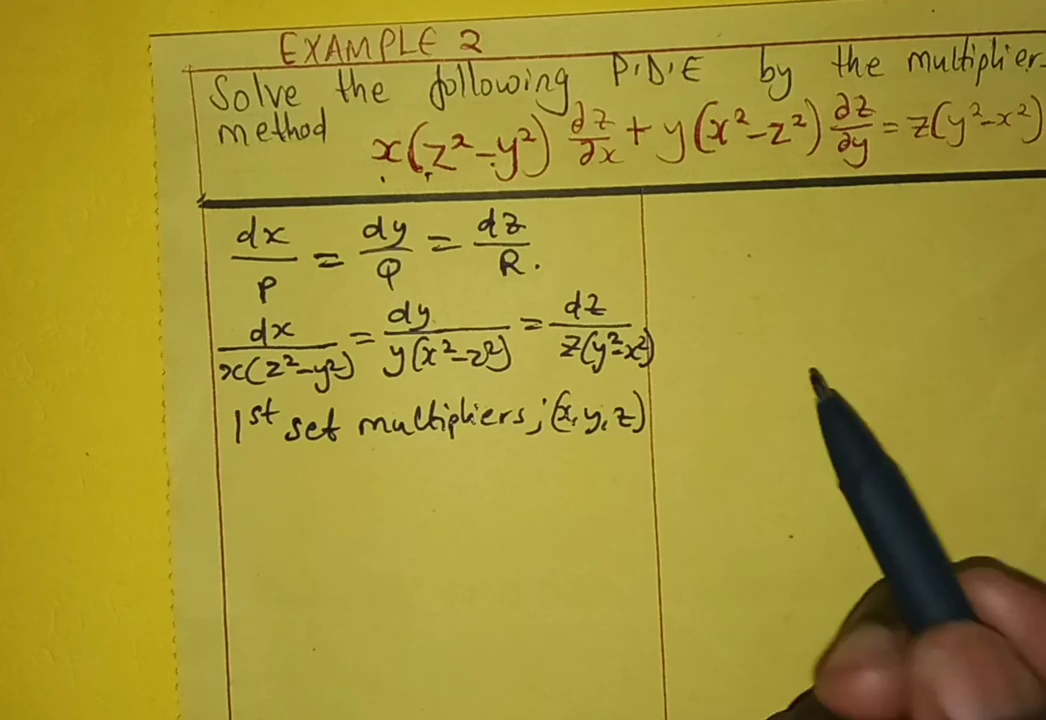 EXAMPLE 2
Solve the following P.D.E by the multiplier
method x(z² - y²) ∂z/∂x + y(x² - z²) ∂z/∂y = z(y² - x²)
dx/P = dy/Q = dz/R.
dx/x(z² - y²) = dy/y(x² - z²) = dz/z(y² - x²)
1st set multipliers; (x, y, z)